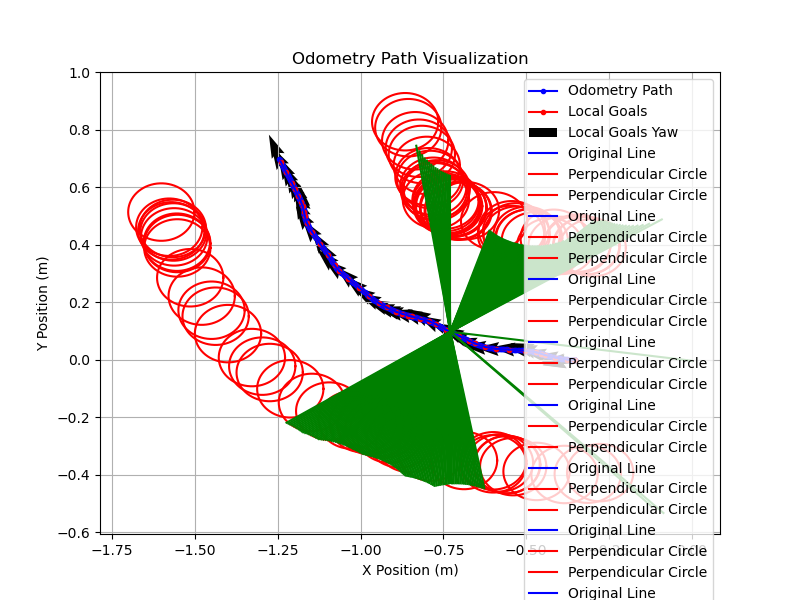 Odometry Path Visualization
Y Position (m)
1.0
0.8
0.6
0.4
0.2
0.0
−0.2
−0.4
−0.6
−1.75
−1.50
−1.25
−1.00
−0.75
−0.50
X Position (m)
Odometry Path
Local Goals
Local Goals Yaw
Original Line
Perpendicular Circle
Perpendicular Circle
Original Line
Perpendicular Circle
Perpendicular Circle
Original Line
Perpendicular Circle
Perpendicular Circle
Original Line
Perpendicular Circle
Perpendicular Circle
Original Line
Perpendicular Circle
Perpendicular Circle
Original Line
Perpendicular Circle
Perpendicular Circle
Original Line
Perpendicular Circle
Perpendicular Circle
Original Line